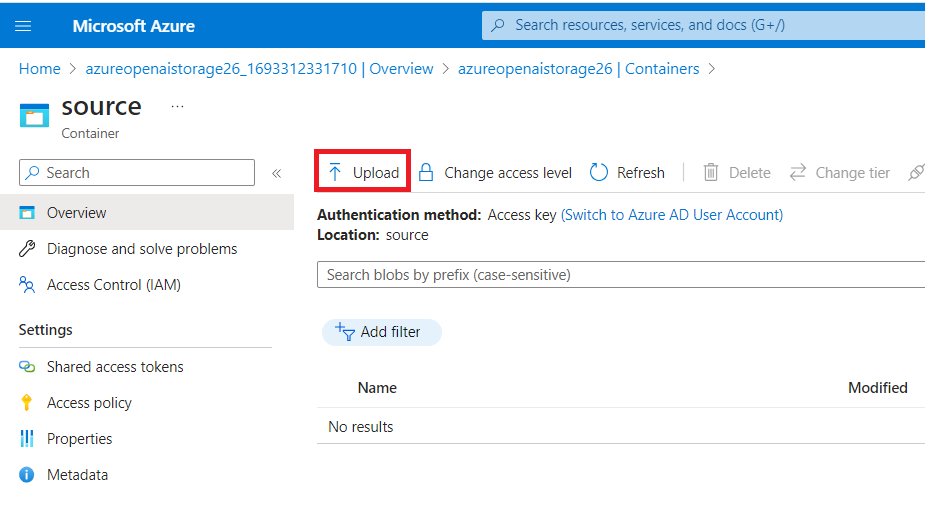 Microsoft Azure
Search resources, services, and docs (G+/)
Home > azureopenaistorage26_1693312331710 | Overview > azureopenaistorage26 | Containers >
source ...
Container
Search «
Upload Change access level Refresh Delete Change tier
Overview
Diagnose and solve problems
Access Control (IAM)
Settings
Shared access tokens
Access policy
Properties
Metadata
Authentication method: Access key (Switch to Azure AD User Account)
Location: source
Search blobs by prefix (case-sensitive)
Add filter
Name Modified
No results